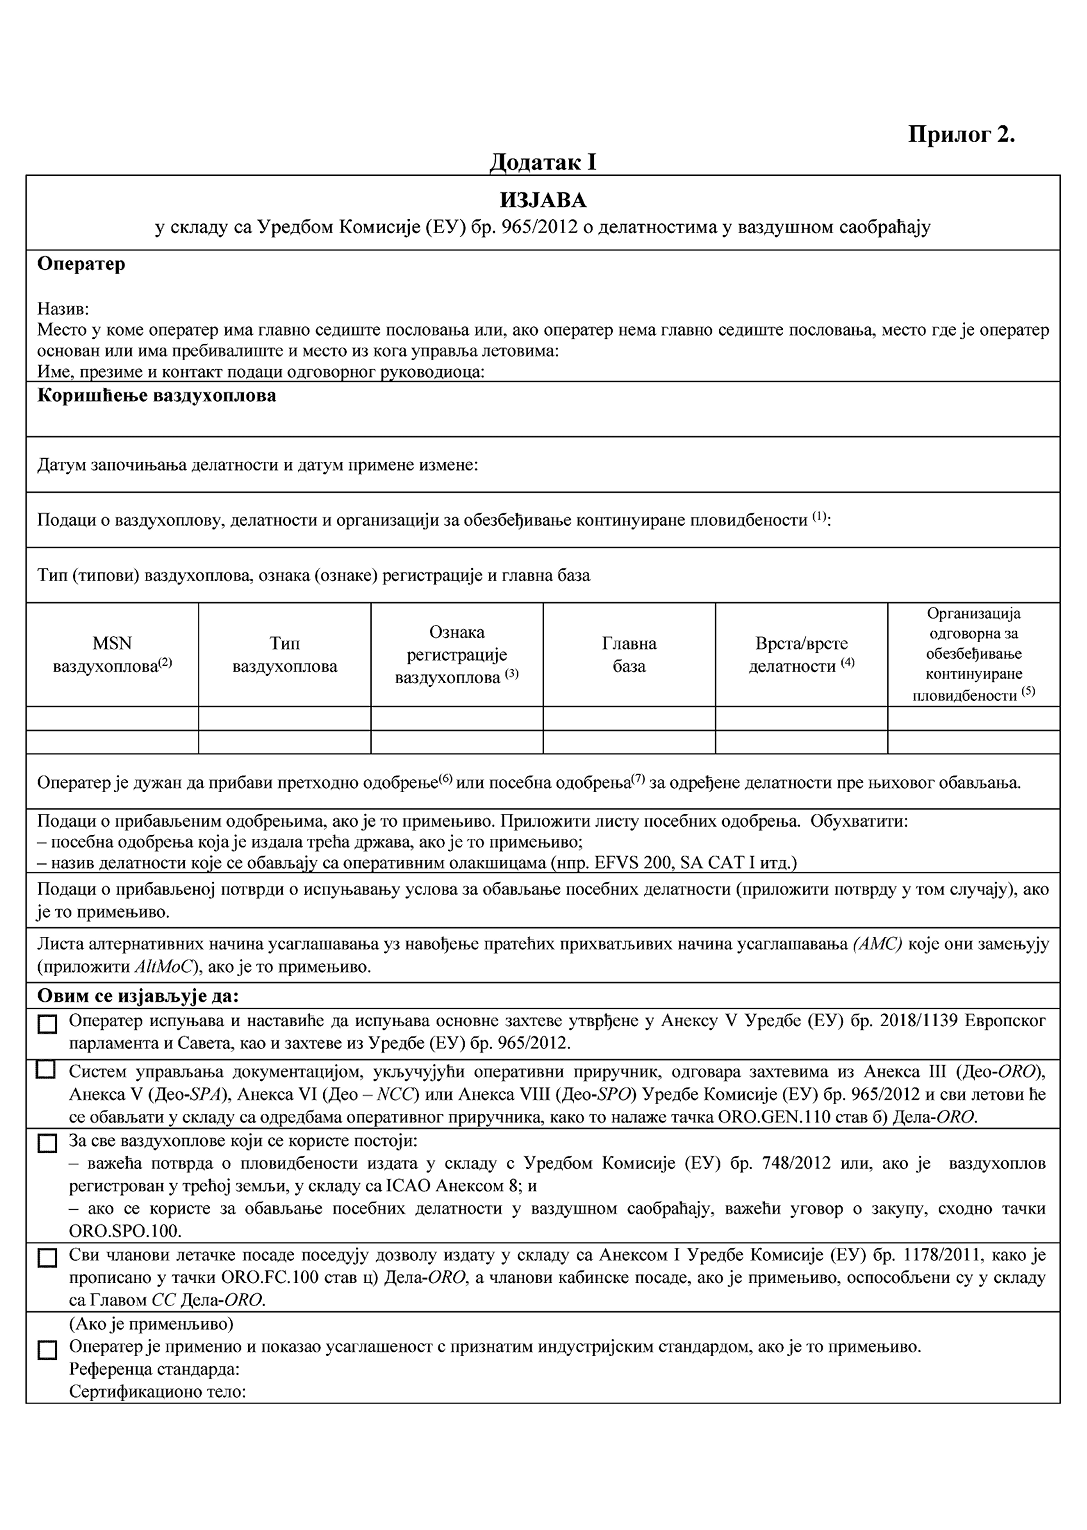 Прилог 2.
Додатак I
ИЗЈАВА
у складу са Уредбом Комисије (ЕУ) бр. 965/2012 о делатностима у ваздушном саобраћају
Оператер
Назив:
Место у коме оператер има главно седиште пословања или, ако оператер нема главно седиште пословања, место где је оператер
основан или има пребивалиште и место из кога управља летовима:
Име, презиме и контакт подаци одговорног руководиоца:
Коришћење ваздухоплова
Датум започињања делатности и датум примене измене:
Подаци о ваздухоплову, делатности и организацији за обезбеђивање континуиране пловидбености (1):
Тип (типови) ваздухоплова, ознака (ознаке) регистрације и главна база
MSN
ваздухоплова(2)
Тип
ваздухоплова
Ознака
регистрације
ваздухоплова (3)
Главна
база
Врста/врсте
делатности (4)
Организација
одговорна за
обезбеђивање
континуиране
пловидбености (5)
Оператер је дужан да прибави претходно одобрење(6) или посебна одобрења(7) за одређене делатности пре њиховог обављања.
Подаци о прибављеним одобрењима, ако је то примењиво. Приложити листу посебних одобрења. Обухватити:
– посебна одобрења која је издала трећа држава, ако је то примењиво;
– назив делатности које се обављају са оперативним олакшицама (нпр. EFVS 200, SA CAT I итд.)
Подаци о прибављеној потврди о испуњавању услова за обављање посебних делатности (приложити потврду у том случају), ако
је то примењиво.
Листа алтернативних начина усаглашавања уз навођење пратећих прихватљивих начина усаглашавања (AMC) које они замењују
(приложити AltMoC), ако је то примењиво.
Овим се изјављује да:
Оператер испуњава и наставиће да испуњава основне захтеве утврђене у Анексу V Уредбе (ЕУ) бр. 2018/1139 Европског
парламента и Савета, као и захтеве из Уредбе (ЕУ) бр. 965/2012.
Систем управљања документацијом, укључујући оперативни приручник, одговара захтевима из Анекса III (Део-ORO),
Анекса V (Део-SPA), Анекса VI (Део – NCC) или Анекса VIII (Део-SPO) Уредбе Комисије (ЕУ) бр. 965/2012 и сви летови ће
се обављати у складу са одредбама оперативног приручника, како то налаже тачка ORO.GEN.110 став б) Дела-ORO.
За све ваздухоплове који се користе постоји:
– важећа потврда о пловидбености издата у складу с Уредбом Комисије (ЕУ) бр. 748/2012 или, ако је ваздухоплов
регистрован у трећој земљи, у складу са ICAO Анексом 8; и
– ако се користе за обављање посебних делатности у ваздушном саобраћају, важећи уговор о закупу, сходно тачки
ORO.SPO.100.
Сви чланови летачке посаде поседују дозволу издату у складу са Анексом I Уредбе Комисије (ЕУ) бр. 1178/2011, како је
прописано у тачки ORO.FC.100 став ц) Дела-ORO, а чланови кабинске посаде, ако је примењиво, оспособљени су у складу
са Главом CC Дела-ORO.
(Ако је применљиво)
Оператер је применио и показао усаглашеност с признатим индустријским стандардом, ако је то примењиво.
Референца стандарда:
Сертификационо тело: